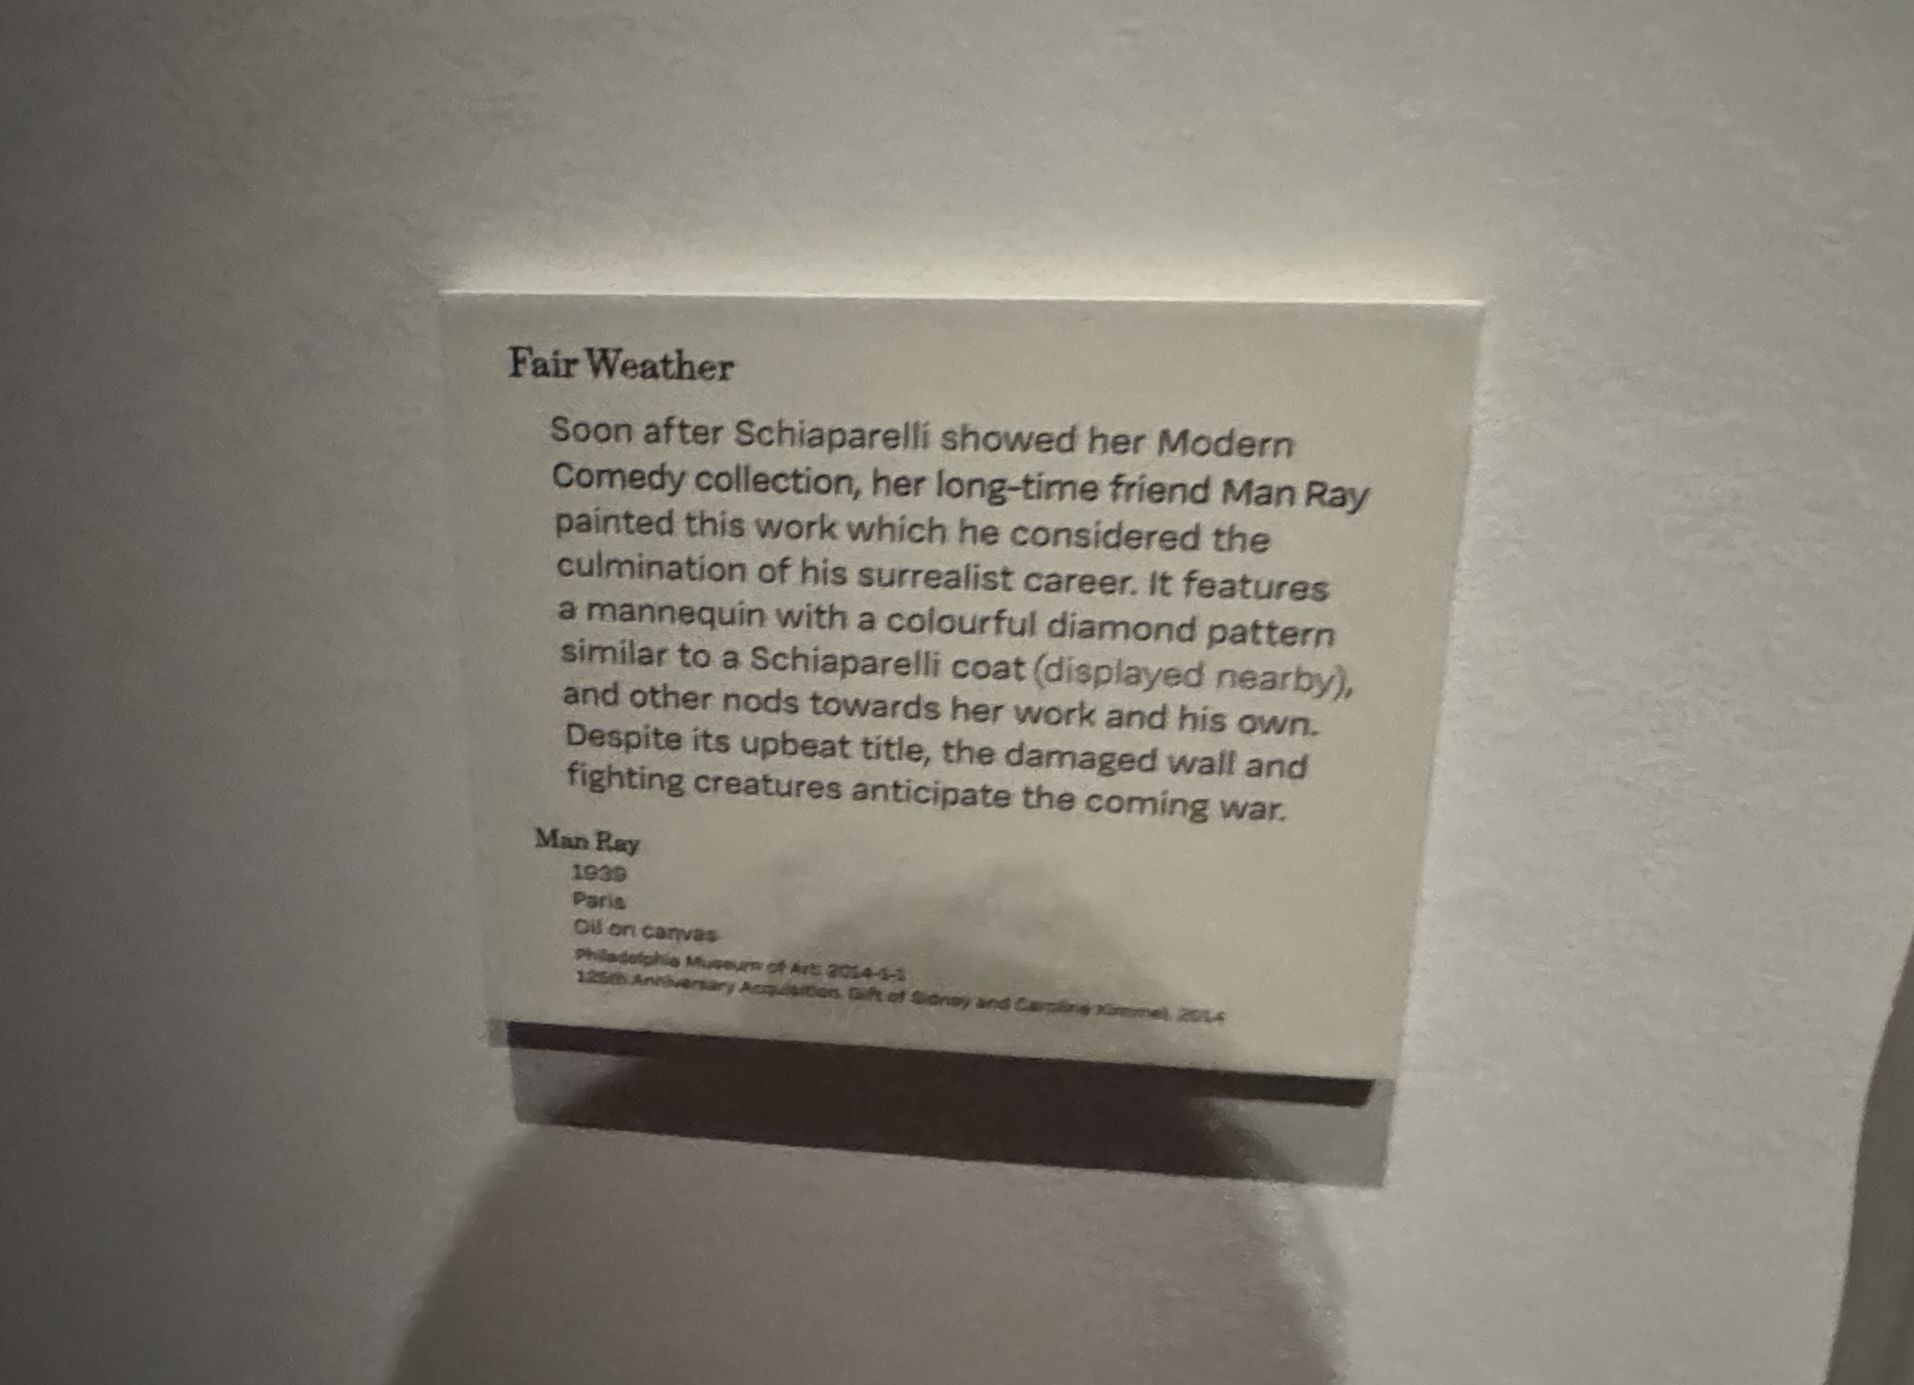 Fair Weather
Soon after Schiaparelli showed her Modern
Comedy collection, her long-time friend Man Ray
painted this work which he considered the
culmination of his surrealist career. It features
a mannequin with a colourful diamond pattern
similar to a Schiaparelli coat (displayed nearby),
and other nods towards her work and his own.
Despite its upbeat title, the damaged wall and
fighting creatures anticipate the coming war.
Man Ray
1939
Paris
Oil on canvas
Philadelphia Museum of Art: 2014-1-1
125th Anniversary Acquisition. Gift of Sidney and Caroline Kimmel, 2014